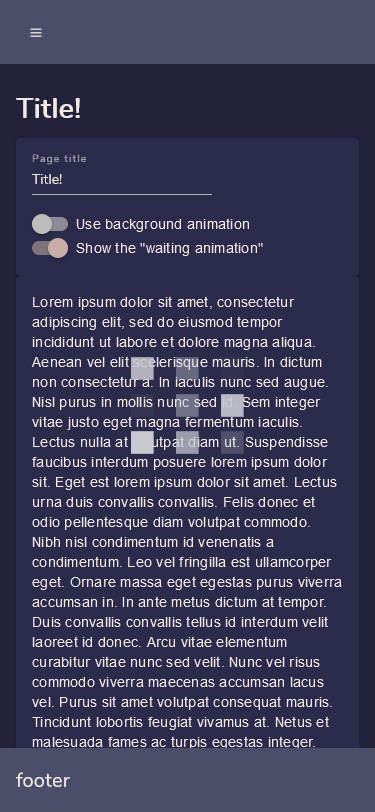 Title!
Page title
Title!
Use background animation
Show the "waiting animation"
Lorem ipsum dolor sit amet, consectetur
adipiscing elit, sed do eiusmod tempor
incididunt ut labore et dolore magna aliqua.
Aenean vel elit scelerisque mauris. In dictum
non consectetur a. In iaculis nunc sed augue.
Nisl purus in mollis nunc sed id. Sem integer
vitae justo eget magna fermentum iaculis.
Lectus nulla at volutpat diam ut. Suspendisse
faucibus interdum posuere lorem ipsum dolor
sit. Eget est lorem ipsum dolor sit amet. Lectus
urna duis convallis convallis. Felis donec et
odio pellentesque diam volutpat commodo.
Nibh nisl condimentum id venenatis a
condimentum. Leo vel fringilla est ullamcorper
eget. Ornare massa eget egestas purus viverra
accumsan in. In ante metus dictum at tempor.
Duis convallis convallis tellus id interdum velit
laoreet id donec. Arcu vitae elementum
curabitur vitae nunc sed velit. Nunc vel risus
commodo viverra maecenas accumsan lacus
vel. Purus sit amet volutpat consequat mauris.
Tincidunt lobortis feugiat vivamus at. Netus et
malesuada fames ac turpis egestas integer.
footer